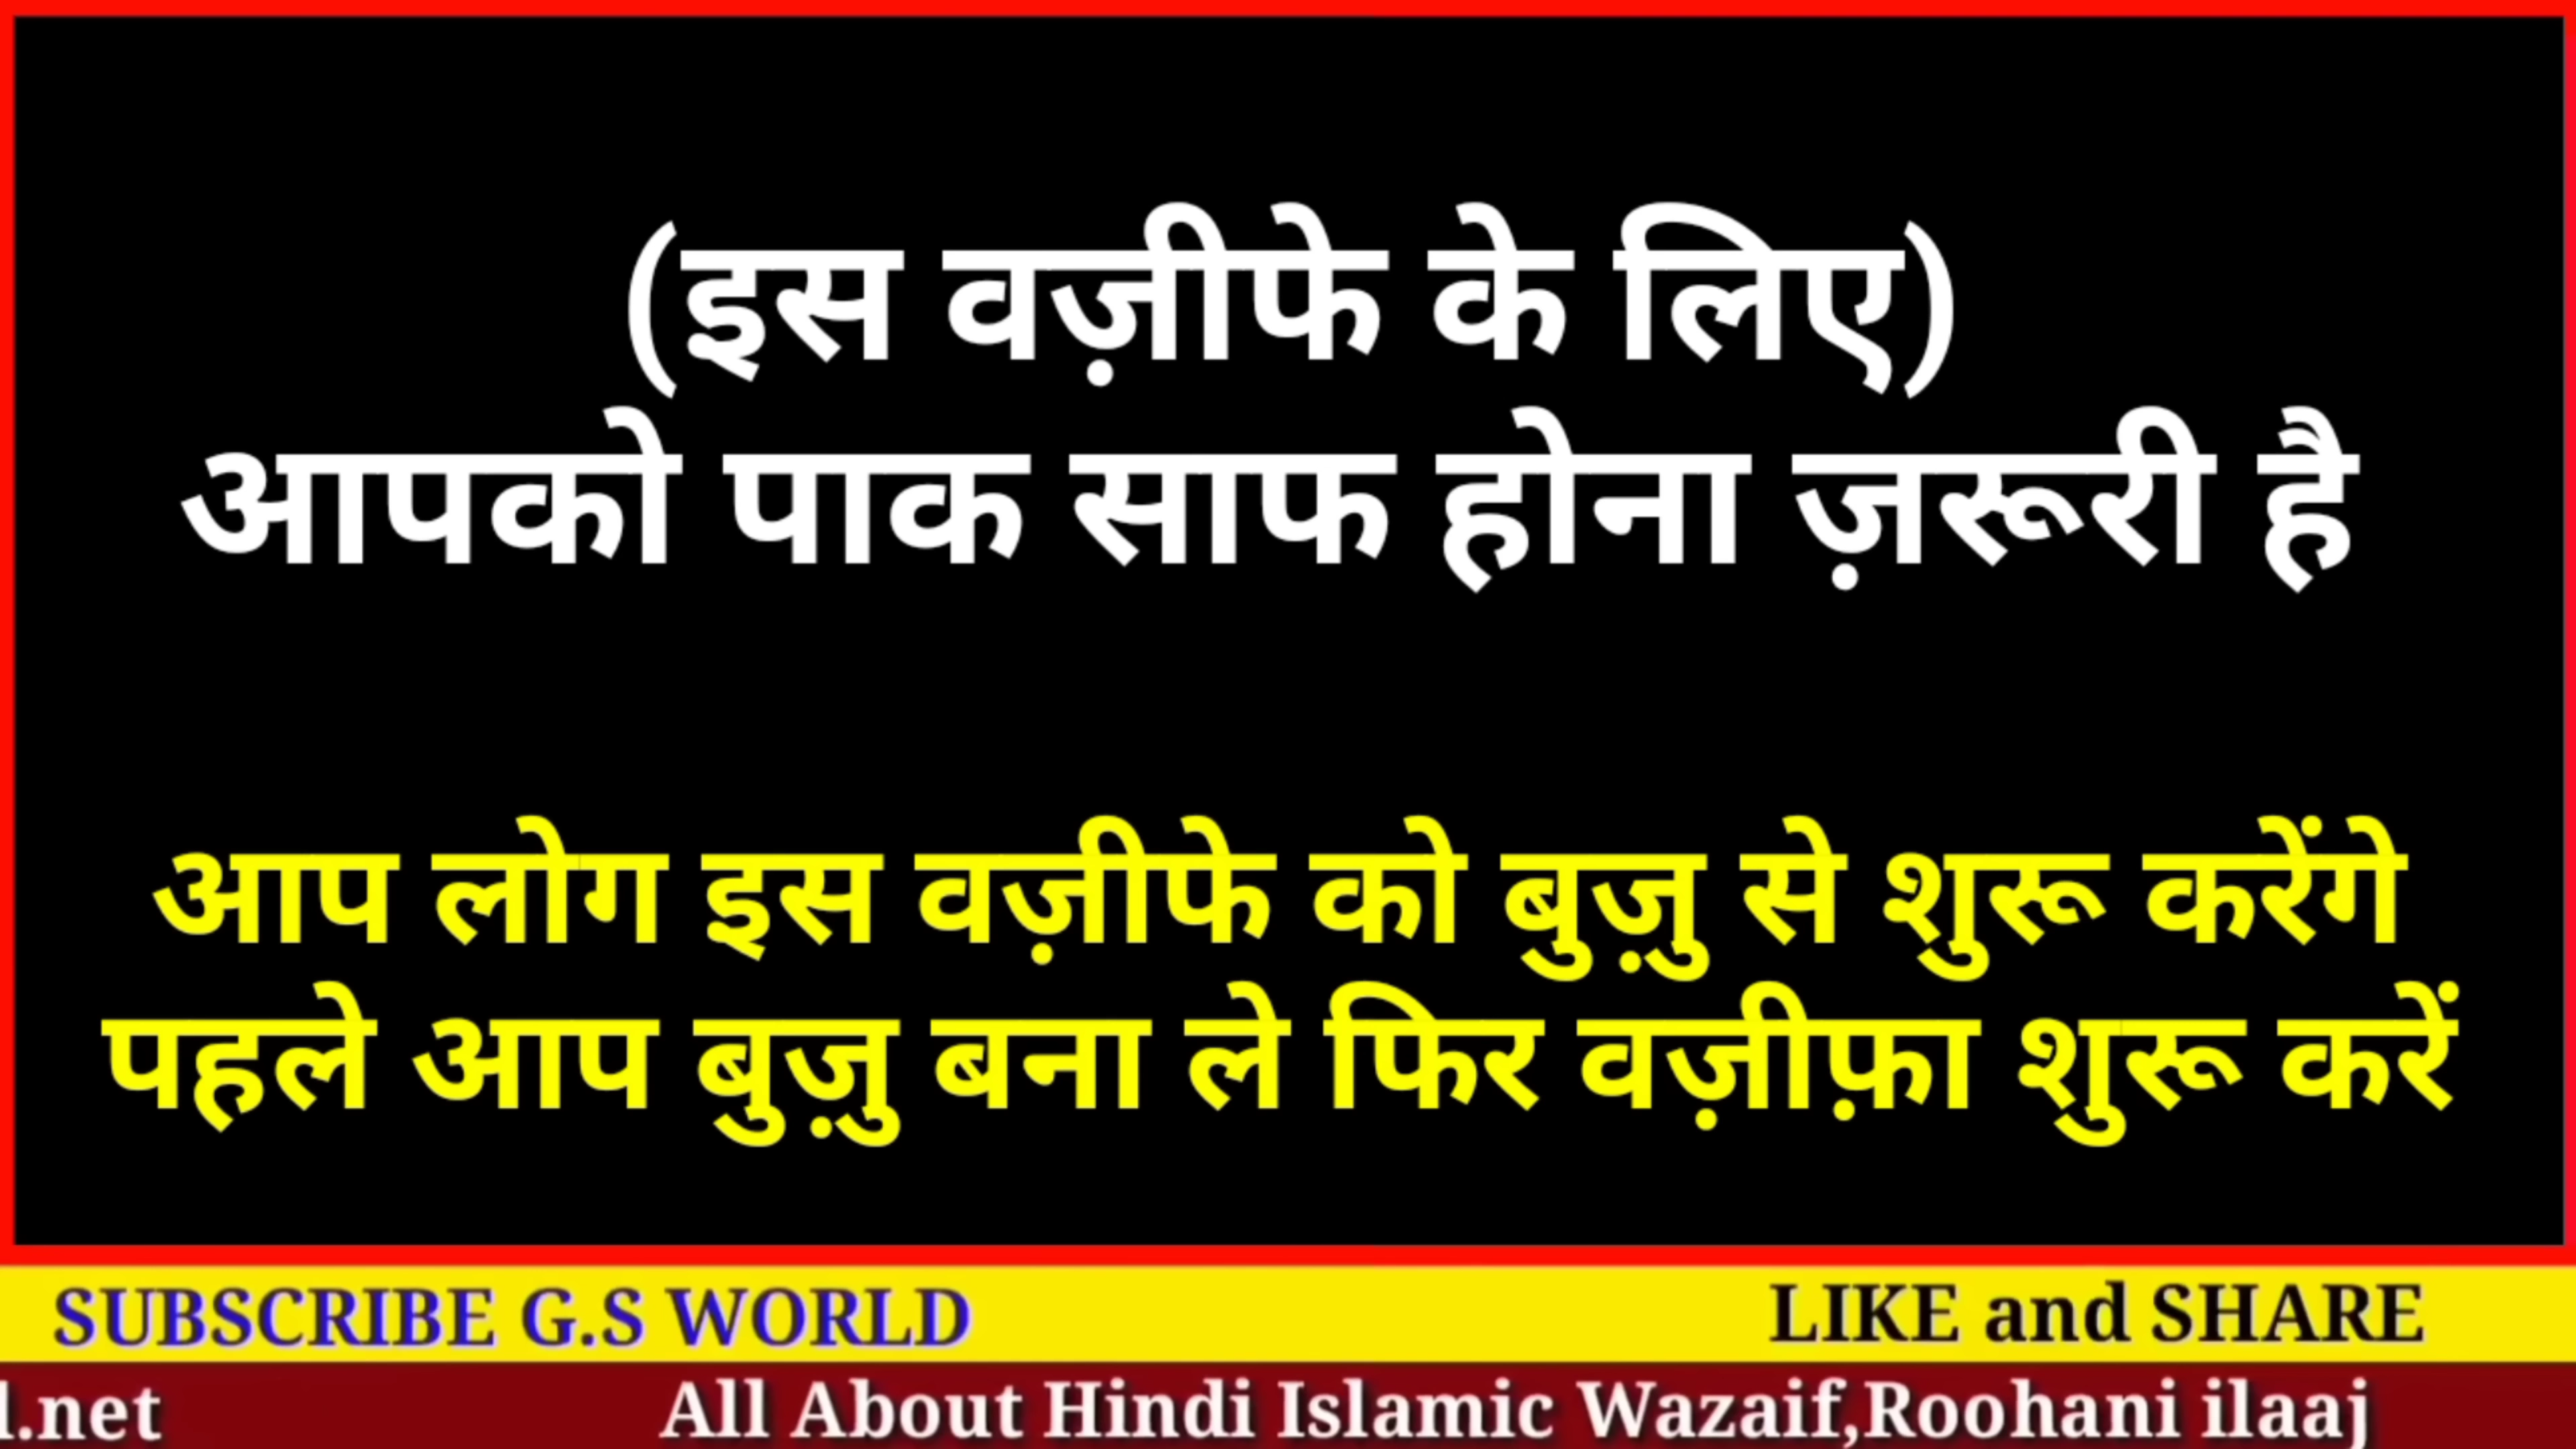 (इस वज़ीफे के लिए)
आपको पाक साफ होना ज़रूरी है
आप लोग इस वज़ीफे को बुज़ु से शुरू करेंगे
पहले आप बुज़ु बना ले फिर वज़ीफ़ा शुरू करें
SUBSCRIBE G.S WORLD LIKE and SHARE
.net All About Hindi Islamic Wazaif,Roohani ilaaj